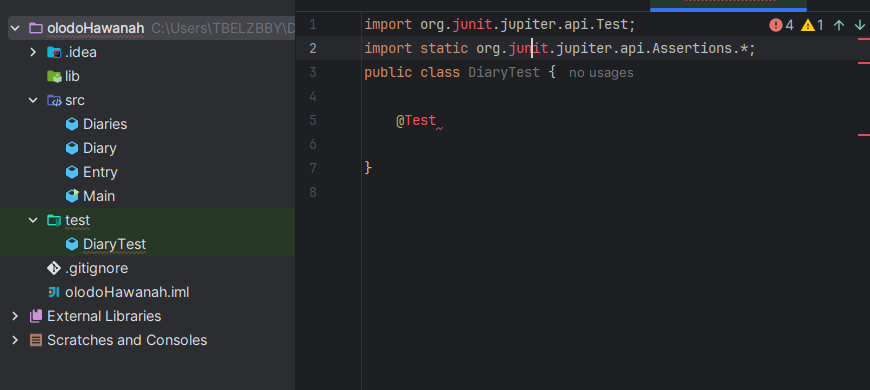 olodoHawanah C:\Users\TBELZBBY\D
.idea
lib
src
Diaries
Diary
Entry
Main
test
DiaryTest
.gitignore
olodoHawanah.iml
External Libraries
Scratches and Consoles
1 import org.junit.jupiter.api.Test; 4 1
2 import static org.junit.jupiter.api.Assertions.*;
3 public class DiaryTest { no usages
4
5 @Test
6
7 }
8